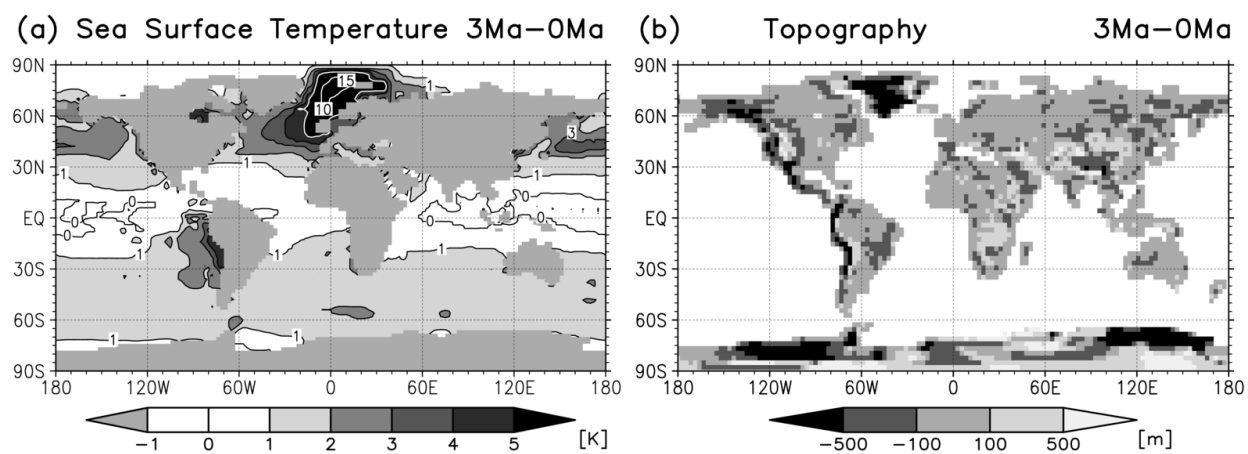 (a) Sea Surface Temperature 3Ma−0Ma
90N
60N
30N
EQ
30S
60S
90S
180 120W 60W 0 60E 120E 180
15
10
1
3
1
1
1
0
0
0
0
1
1
1
1
1
1
−1 0 1 2 3 4 5 [K]
(b) Topography 3Ma−0Ma
90N
60N
30N
EQ
30S
60S
90S
180 120W 60W 0 60E 120E 180
−500 −100 100 500 [m]